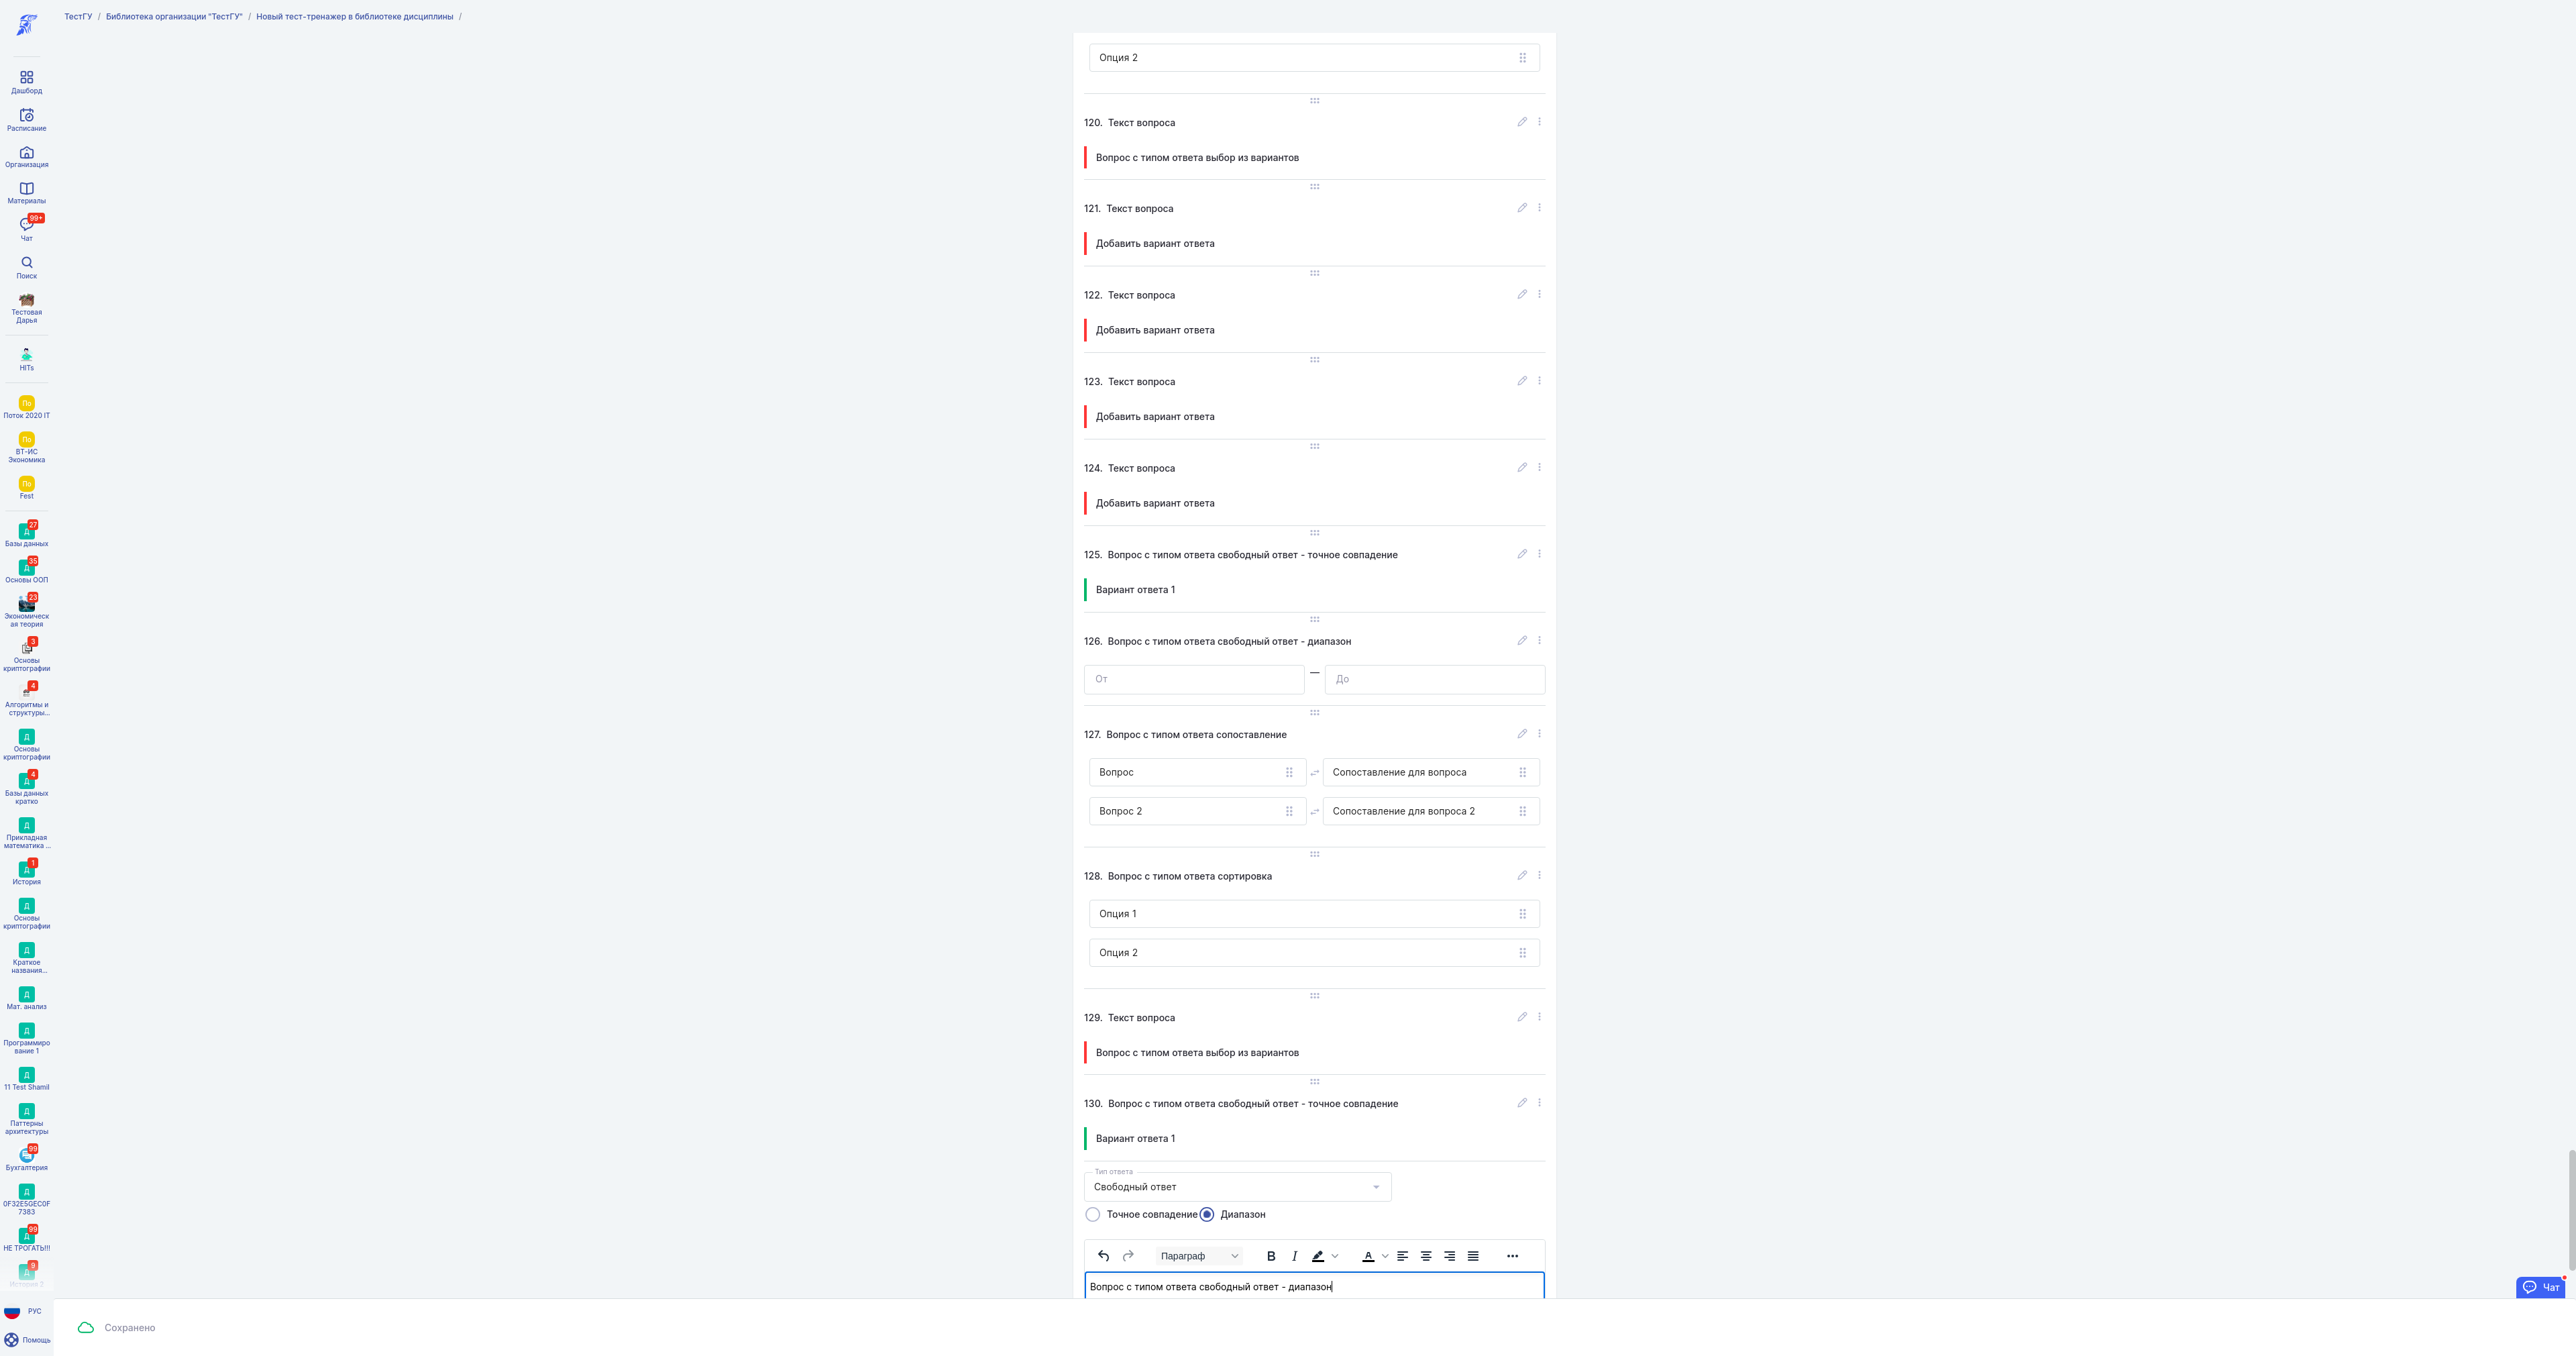 ТестГУ / Библиотека организации "ТестГУ" / Новый тест-тренажер в библиотеке дисциплины /
Дашборд
Расписание
Организация
Материалы
99+
Чат
Поиск
Тестовая
Дарья
HITs
По
Поток 2020 IT
По
ВТ-ИС
Экономика
По
Fest
27
Д
Базы данных
35
Д
Основы ООП
23
Экономическ
ая теория
3
Основы
криптографии
4
Алгоритмы и
структуры...
Д
Основы
криптографии
4
Д
Базы данных
кратко
Д
Прикладная
математика ...
1
Д
История
Д
Основы
криптографии
Д
Краткое
названия...
Д
Мат. анализ
Д
Программиро
вание 1
Д
11 Test Shamil
Д
Паттерны
архитектуры
99
Бухгалтерия
Д
0F32E5GEC0F
7383
99
Д
НЕ ТРОГАТЬ!!!
9
Д
История 2
РУС
Помощь
Опция 2
120. Текст вопроса
Вопрос с типом ответа выбор из вариантов
121. Текст вопроса
Добавить вариант ответа
122. Текст вопроса
Добавить вариант ответа
123. Текст вопроса
Добавить вариант ответа
124. Текст вопроса
Добавить вариант ответа
125. Вопрос с типом ответа свободный ответ - точное совпадение
Вариант ответа 1
126. Вопрос с типом ответа свободный ответ - диапазон
От — До
127. Вопрос с типом ответа сопоставление
Вопрос Сопоставление для вопроса
Вопрос 2 Сопоставление для вопроса 2
128. Вопрос с типом ответа сортировка
Опция 1
Опция 2
129. Текст вопроса
Вопрос с типом ответа выбор из вариантов
130. Вопрос с типом ответа свободный ответ - точное совпадение
Вариант ответа 1
Тип ответа
Свободный ответ
Точное совпадение Диапазон
Параграф B I A
Вопрос с типом ответа свободный ответ - диапазон
Чат
Сохранено